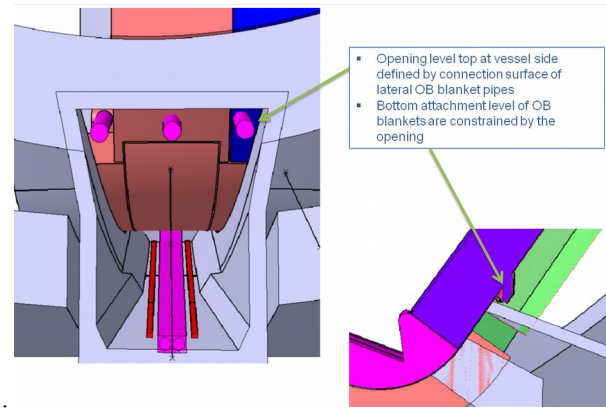 ▪ Opening level top at vessel side
defined by connection surface of
lateral OB blanket pipes
▪ Bottom attachment level of OB
blankets are constrained by the
opening
.